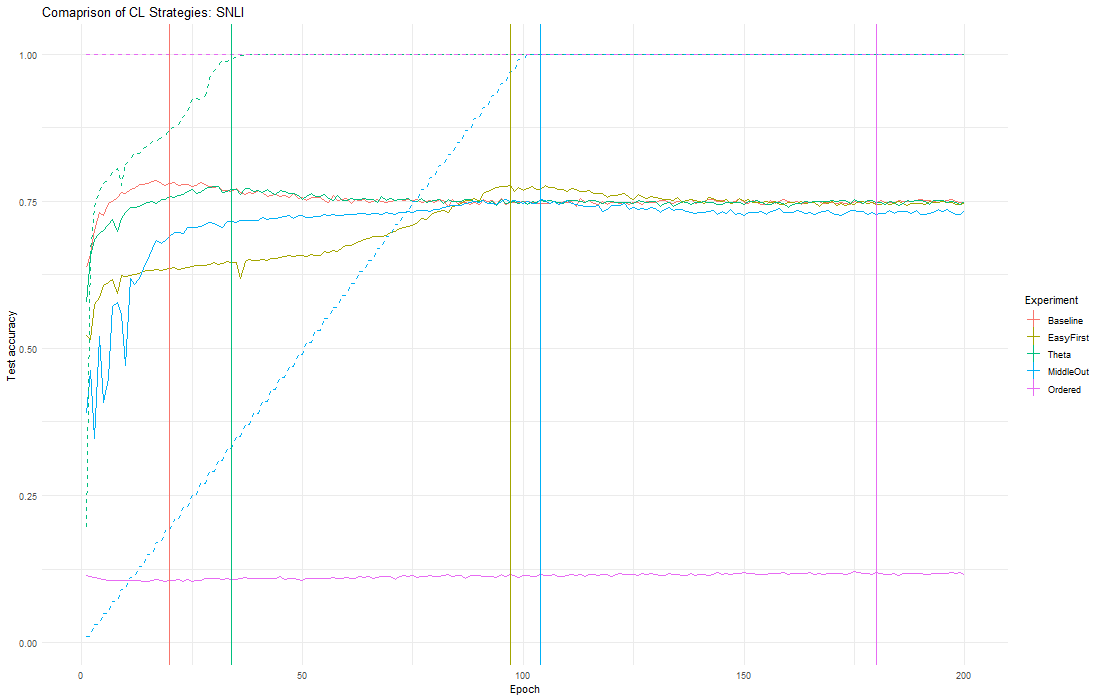 Comaprison of CL Strategies: SNLI
1.00
0.75
0.50
0.25
0.00
Test accuracy
0
50
100
150
200
Epoch
Experiment
Baseline
EasyFirst
Theta
MiddleOut
Ordered